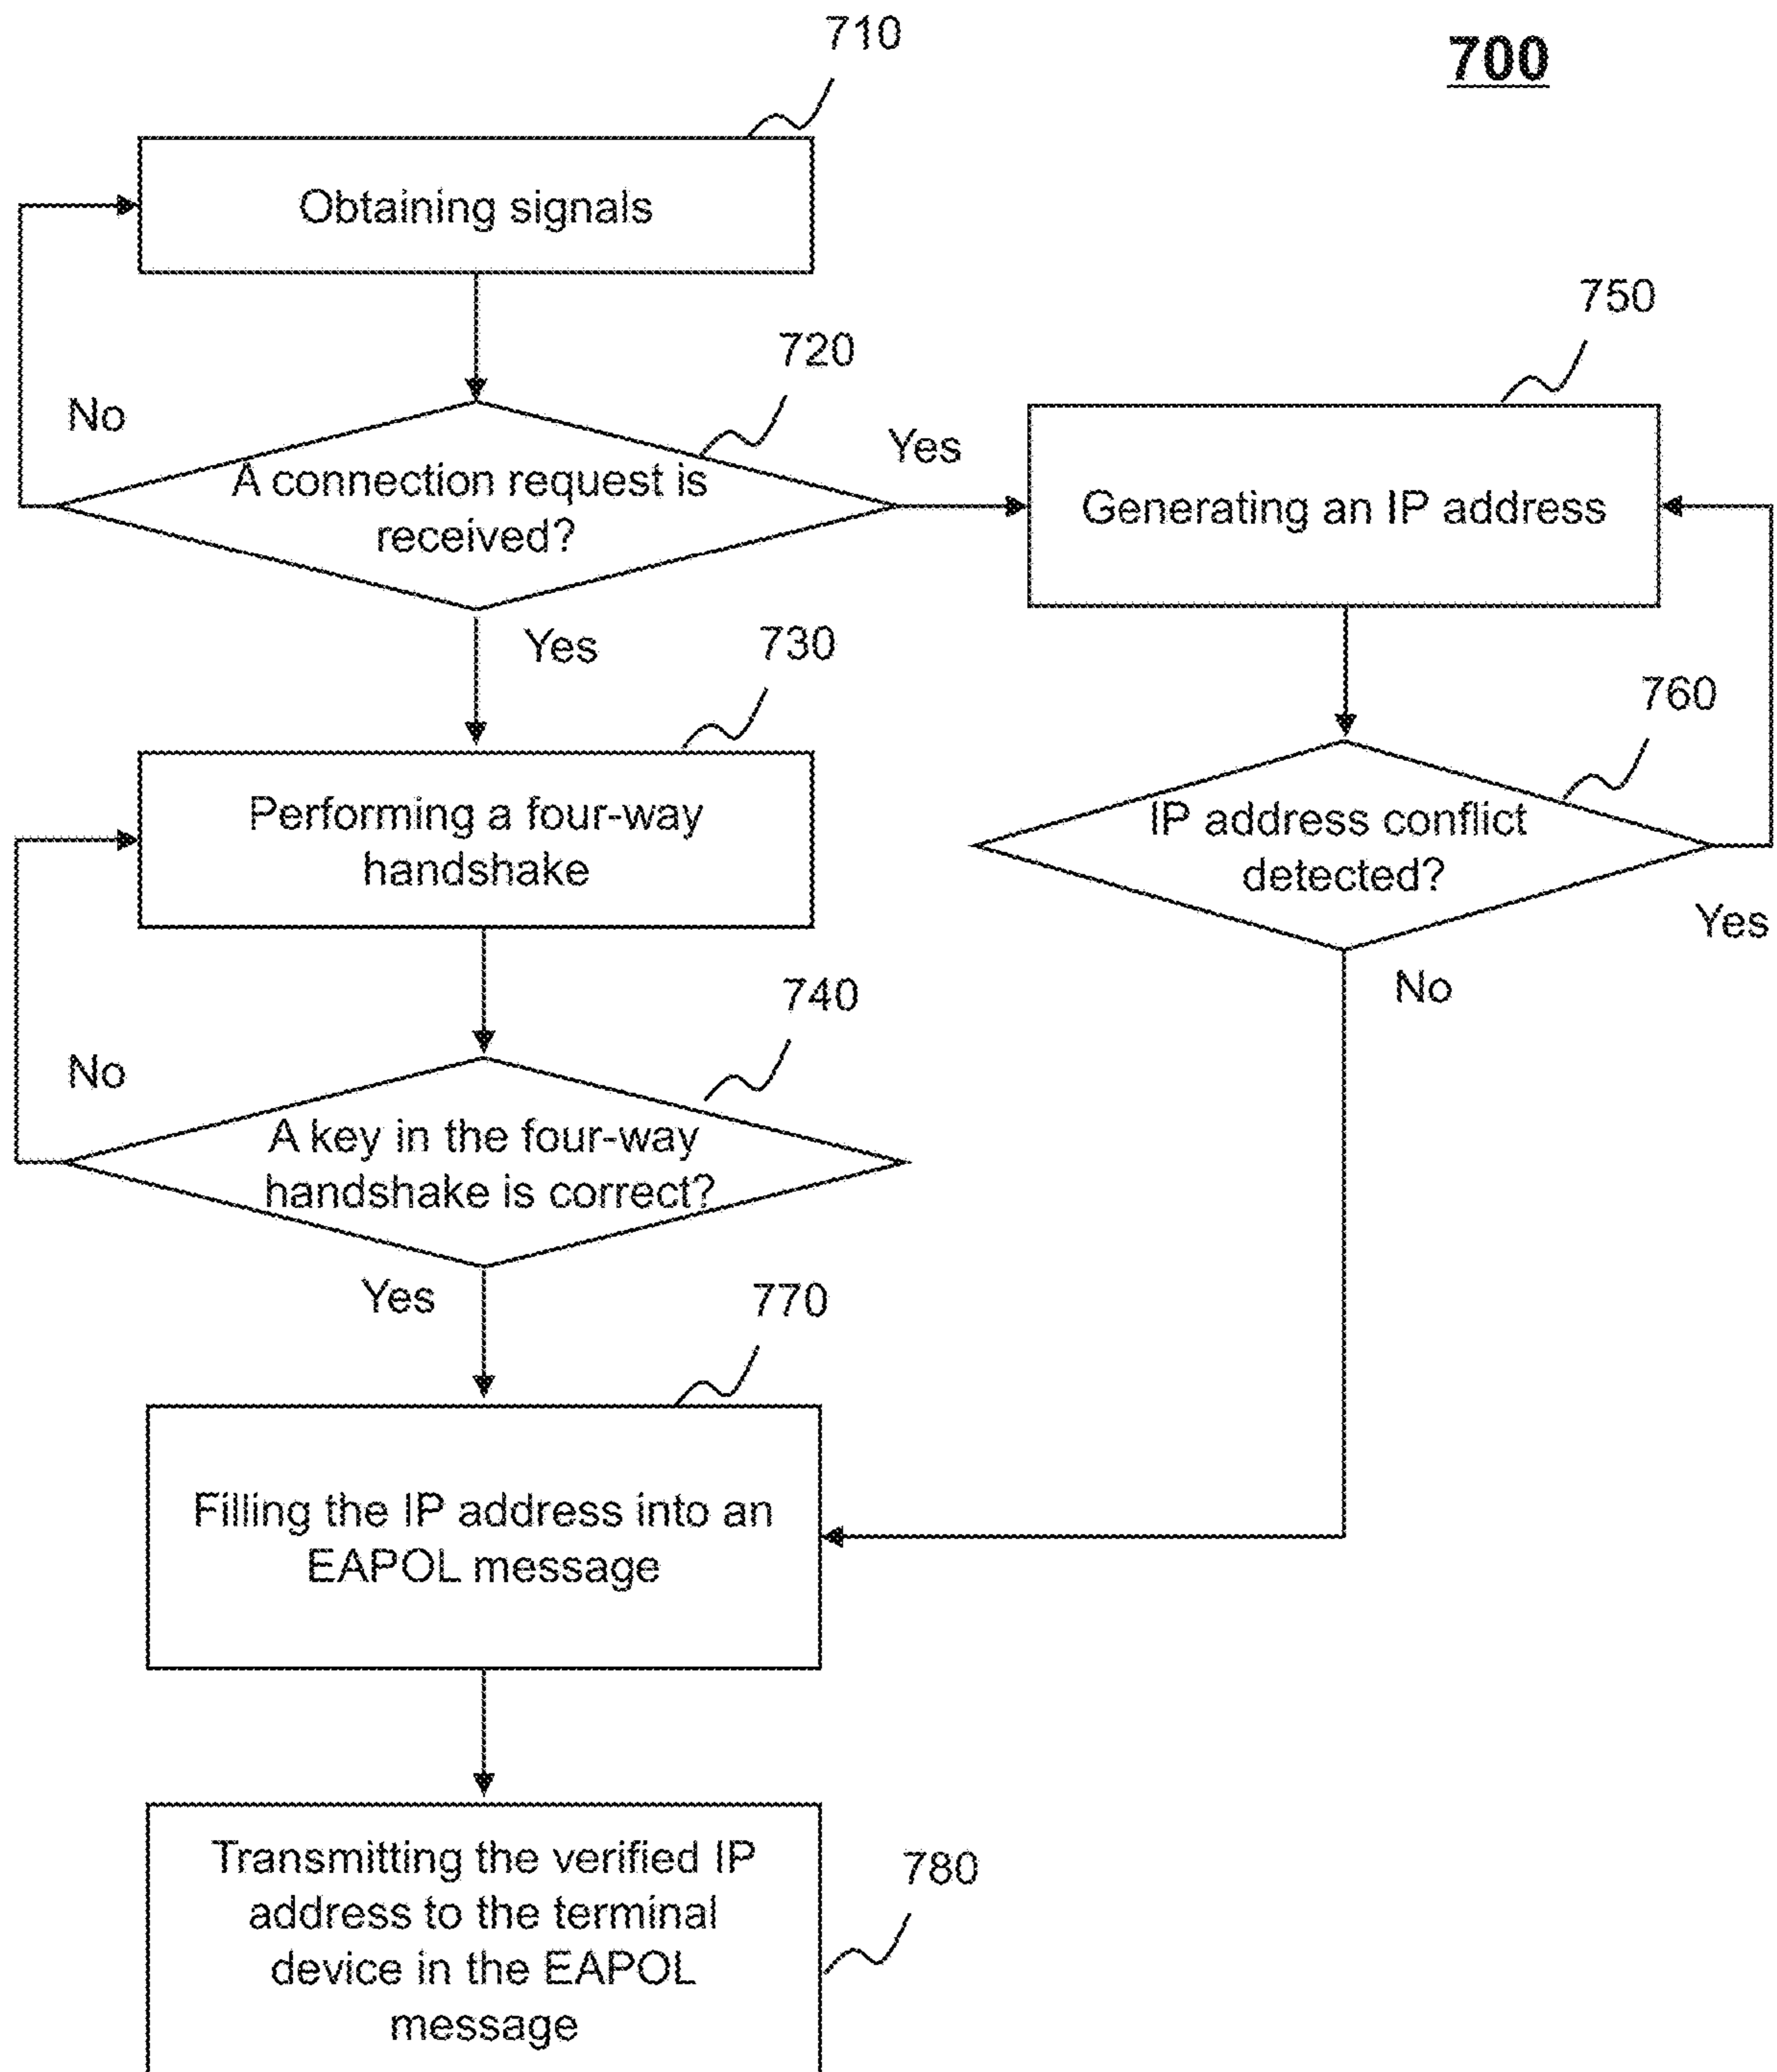 710
700
Obtaining signals
750
720
No
Yes
A connection request is
received?
Generating an IP address
Yes
730
760
Performing a four-way
handshake
IP address conflict
detected?
Yes
No
740
No
A key in the four-way
handshake is correct?
Yes
770
Filling the IP address into an
EAPOL message
Transmitting the verified IP
address to the terminal
device in the EAPOL
message
780